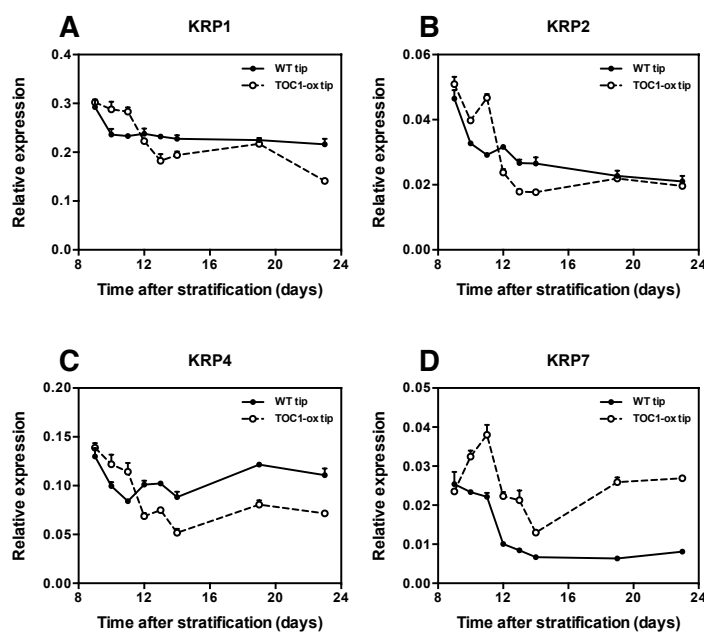 A
KRP1
WT tip
TOC1-ox tip
Relative expression
0.4
0.3
0.2
0.1
0.0
8 12 16 20 24
Time after stratification (days)
B
KRP2
WT tip
TOC1-ox tip
Relative expression
0.06
0.04
0.02
0.00
8 12 16 20 24
Time after stratification (days)
C
KRP4
WT tip
TOC1-ox tip
Relative expression
0.20
0.15
0.10
0.05
0.00
8 12 16 20 24
Time after stratification (days)
D
KRP7
WT tip
TOC1-ox tip
Relative expression
0.05
0.04
0.03
0.02
0.01
0.00
8 12 16 20 24
Time after stratification (days)